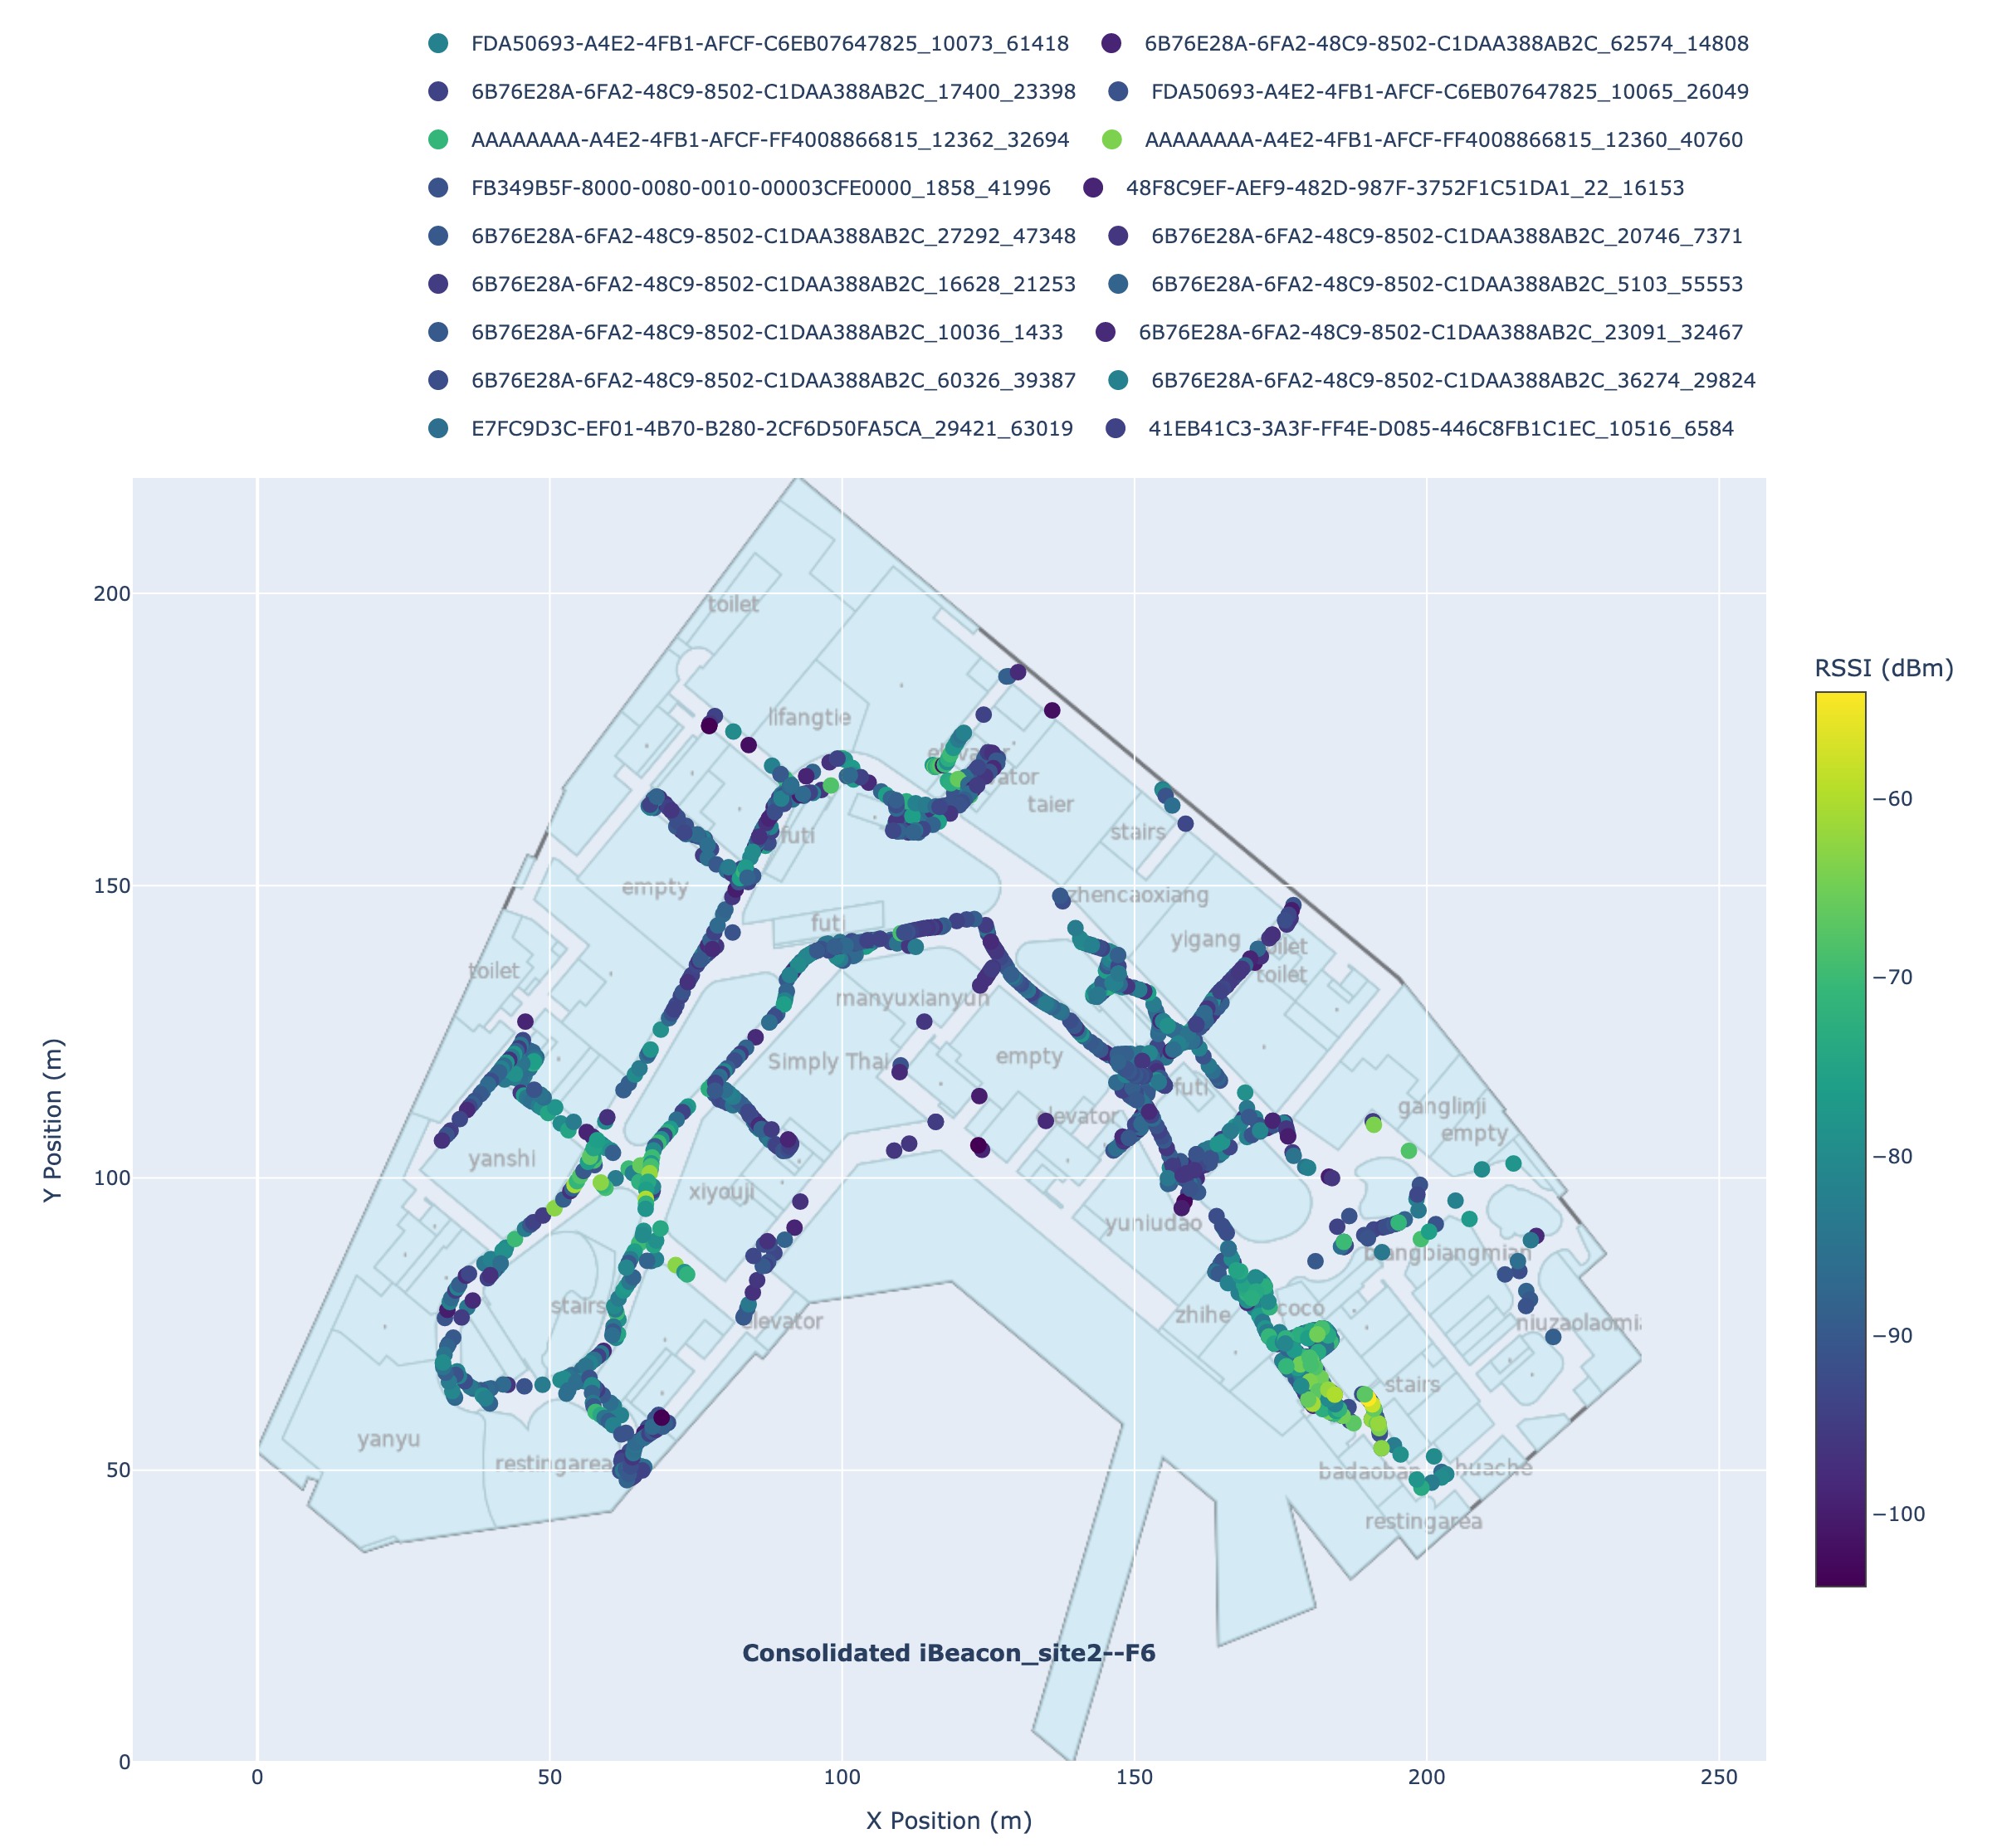 FDA50693-A4E2-4FB1-AFCF-C6EB07647825_10073_61418 6B76E28A-6FA2-48C9-8502-C1DAA388AB2C_62574_14808
6B76E28A-6FA2-48C9-8502-C1DAA388AB2C_17400_23398 FDA50693-A4E2-4FB1-AFCF-C6EB07647825_10065_26049
AAAAAAAA-A4E2-4FB1-AFCF-FF4008866815_12362_32694 AAAAAAAA-A4E2-4FB1-AFCF-FF4008866815_12360_40760
FB349B5F-8000-0080-0010-00003CFE0000_1858_41996 48F8C9EF-AEF9-482D-987F-3752F1C51DA1_22_16153
6B76E28A-6FA2-48C9-8502-C1DAA388AB2C_27292_47348 6B76E28A-6FA2-48C9-8502-C1DAA388AB2C_20746_7371
6B76E28A-6FA2-48C9-8502-C1DAA388AB2C_16628_21253 6B76E28A-6FA2-48C9-8502-C1DAA388AB2C_5103_55553
6B76E28A-6FA2-48C9-8502-C1DAA388AB2C_10036_1433 6B76E28A-6FA2-48C9-8502-C1DAA388AB2C_23091_32467
6B76E28A-6FA2-48C9-8502-C1DAA388AB2C_60326_39387 6B76E28A-6FA2-48C9-8502-C1DAA388AB2C_36274_29824
E7FC9D3C-EF01-4B70-B280-2CF6D50FA5CA_29421_63019 41EB41C3-3A3F-FF4E-D085-446C8FB1C1EC_10516_6584
200
150
100
50
0
Y Position (m)
toilet
lifangtie
taier
stairs
futi
empty
zhencaoxiang
futi
yigang
toilet
toilet
manyuxianyun
Simply Thai
empty
futi
elevator
ganglinji
empty
yanshi
xiyouji
yuniudao
biangbiangmian
stairs
zhihe
coco
elevator
niuzaolaomi
stairs
yanyu
restingarea
badaoban
huache
restingarea
Consolidated iBeacon_site2--F6
0 50 100 150 200 250
X Position (m)
RSSI (dBm)
−60
−70
−80
−90
−100